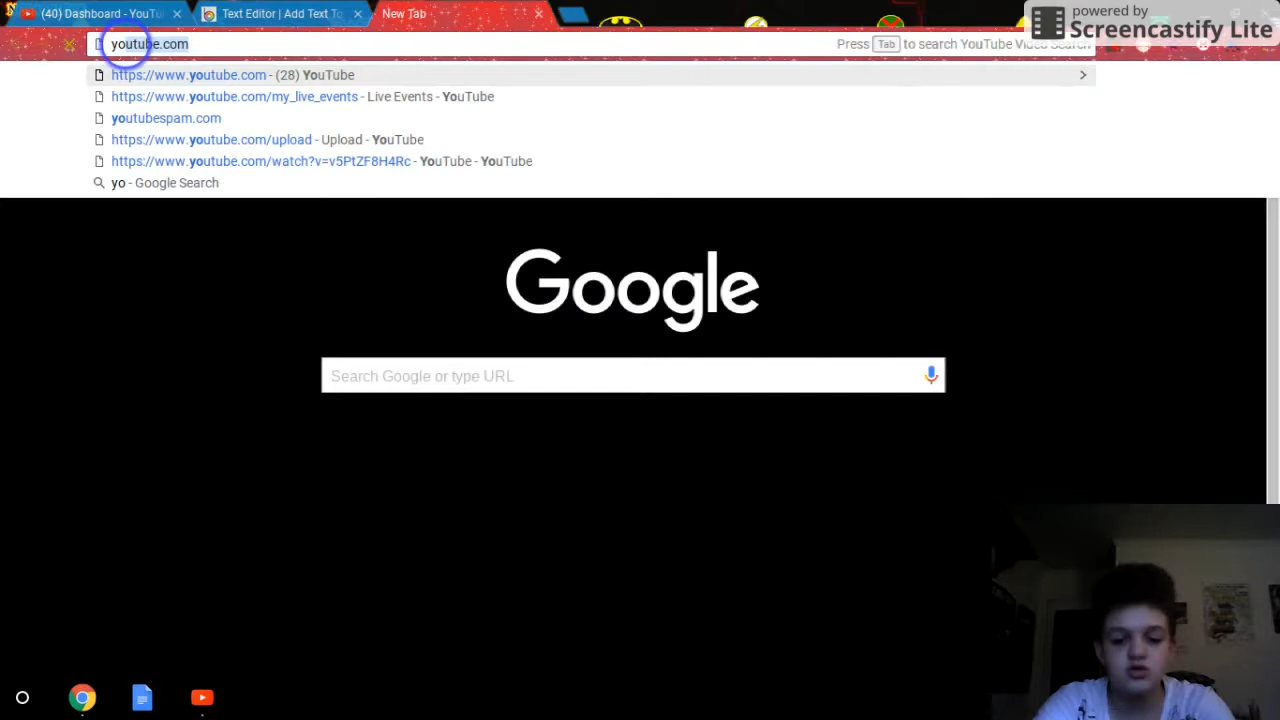 (40) Dashboard - YouTu
Text Editor | Add Text To
New Tab
powered by
Screencastify Lite
youtube.com
Press Tab to search YouTube Video Search
https://www.youtube.com - (28) YouTube
https://www.youtube.com/my_live_events - Live Events - YouTube
youtubespam.com
https://www.youtube.com/upload - Upload - YouTube
https://www.youtube.com/watch?v=v5PtZF8H4Rc - YouTube - YouTube
yo - Google Search
Google
Search Google or type URL